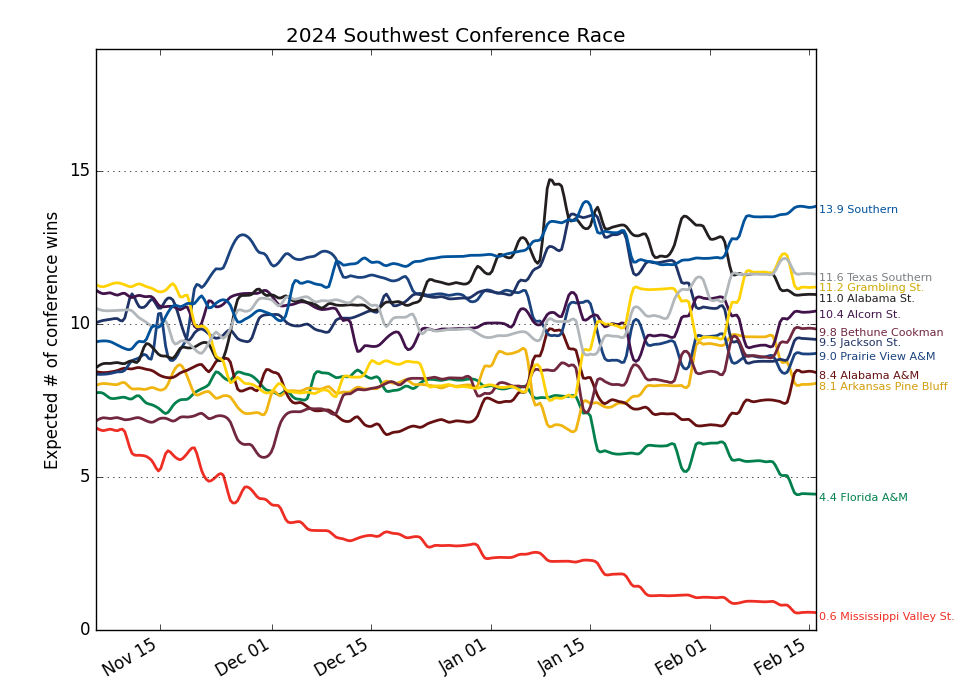 2024 Southwest Conference Race
Expected # of conference wins
15
10
5
0
13.9 Southern
11.6 Texas Southern
11.2 Grambling St.
11.0 Alabama St.
10.4 Alcorn St.
9.8 Bethune Cookman
9.5 Jackson St.
9.0 Prairie View A&M
8.4 Alabama A&M
8.1 Arkansas Pine Bluff
4.4 Florida A&M
0.6 Mississippi Valley St.
Nov 15
Dec 01
Dec 15
Jan 01
Jan 15
Feb 01
Feb 15